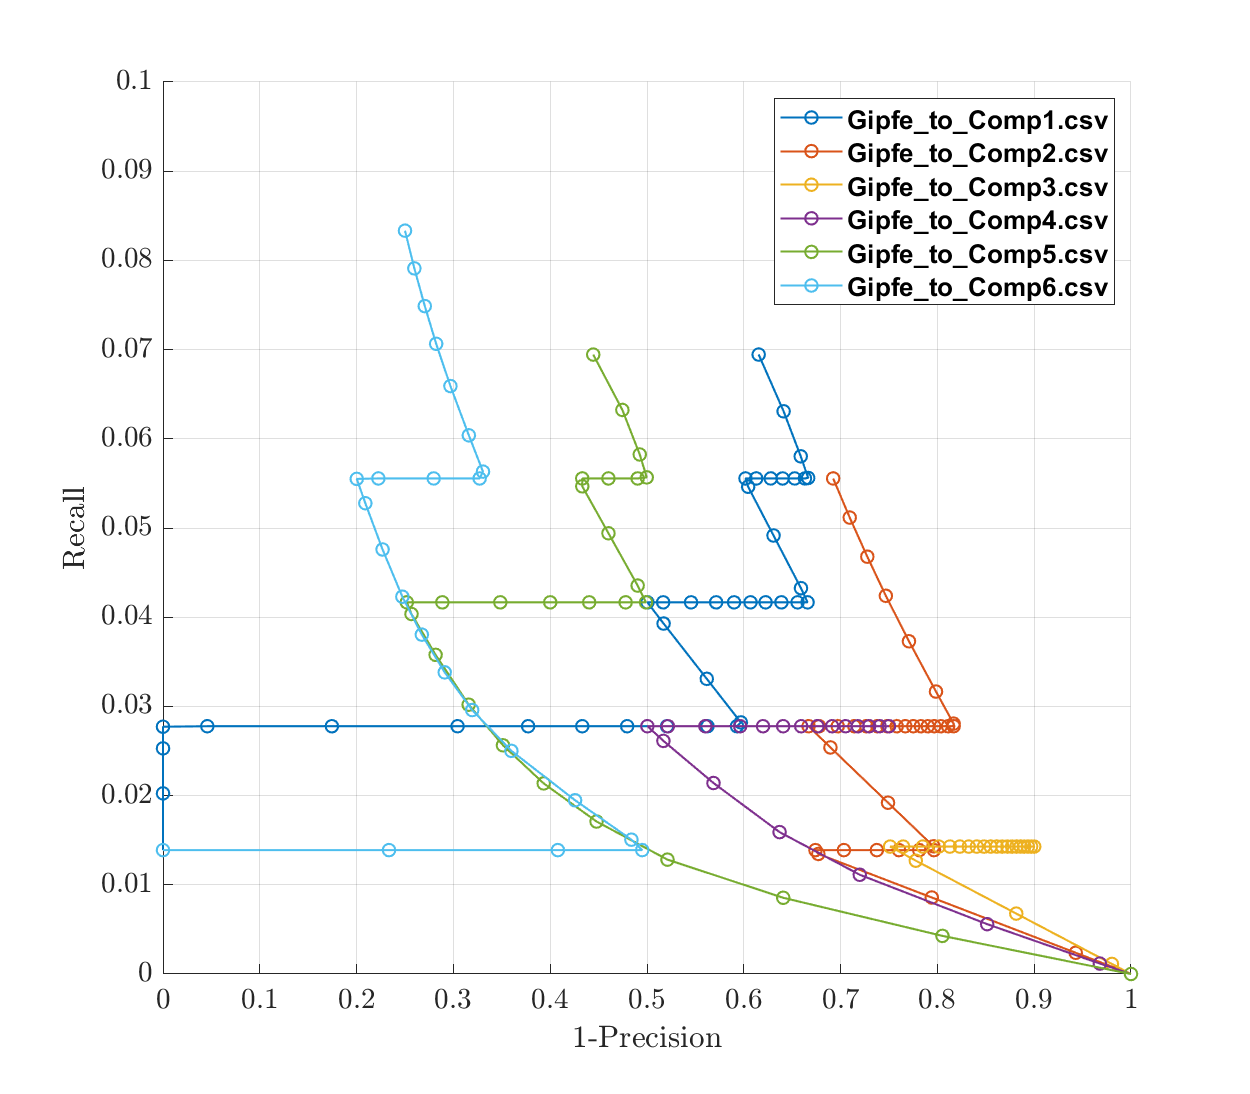 0.1
0.09
0.08
0.07
0.06
0.05
0.04
0.03
0.02
0.01
0
Recall
Gipfe_to_Comp1.csv
Gipfe_to_Comp2.csv
Gipfe_to_Comp3.csv
Gipfe_to_Comp4.csv
Gipfe_to_Comp5.csv
Gipfe_to_Comp6.csv
0 0.1 0.2 0.3 0.4 0.5 0.6 0.7 0.8 0.9 1
1-Precision